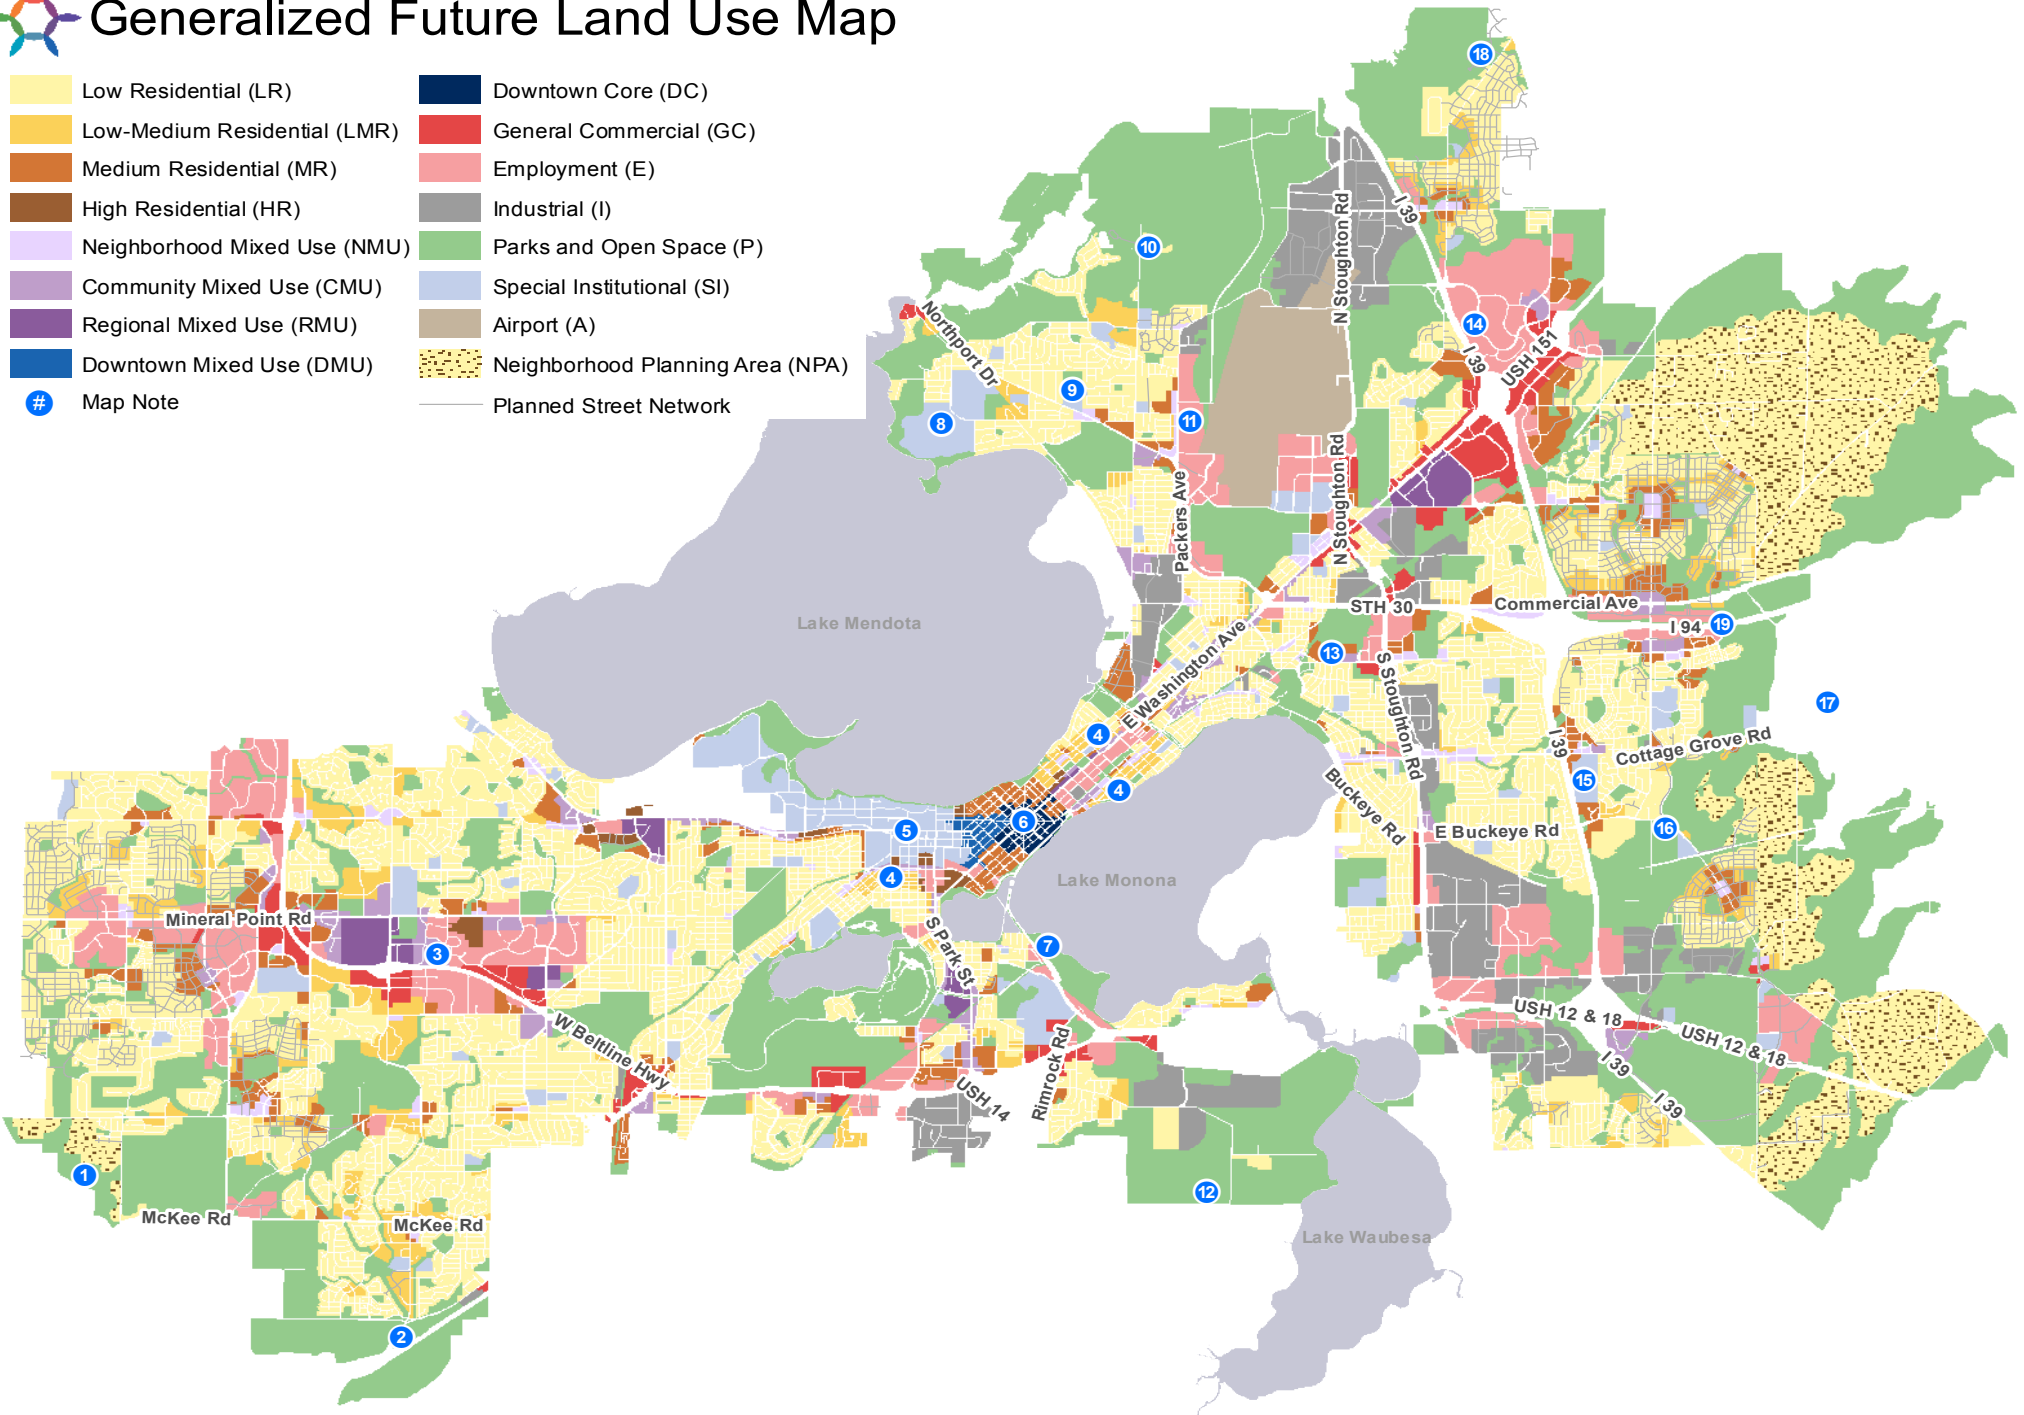 Generalized Future Land Use Map
Low Residential (LR)
Low-Medium Residential (LMR)
Medium Residential (MR)
High Residential (HR)
Neighborhood Mixed Use (NMU)
Community Mixed Use (CMU)
Regional Mixed Use (RMU)
Downtown Mixed Use (DMU)
# Map Note
Downtown Core (DC)
General Commercial (GC)
Employment (E)
Industrial (I)
Parks and Open Space (P)
Special Institutional (SI)
Airport (A)
Neighborhood Planning Area (NPA)
Planned Street Network
18
I 39
N Stoughton Rd
10
Northport Dr
14
I 39
USH 151
9
8
11
N Stoughton Rd
Packers Ave
STH 30
Commercial Ave
Lake Mendota
I 94
19
E Washington Ave
13
S Stoughton Rd
17
4
I 39
Cottage Grove Rd
15
4
Buckeye Rd
6
5
E Buckeye Rd
16
4
Lake Monona
Mineral Point Rd
S Park St
7
3
USH 12 & 18
USH 12 & 18
W Beltline Hwy
I 39
Rimrock Rd
USH 14
I 39
1
12
McKee Rd
McKee Rd
Lake Waubesa
2